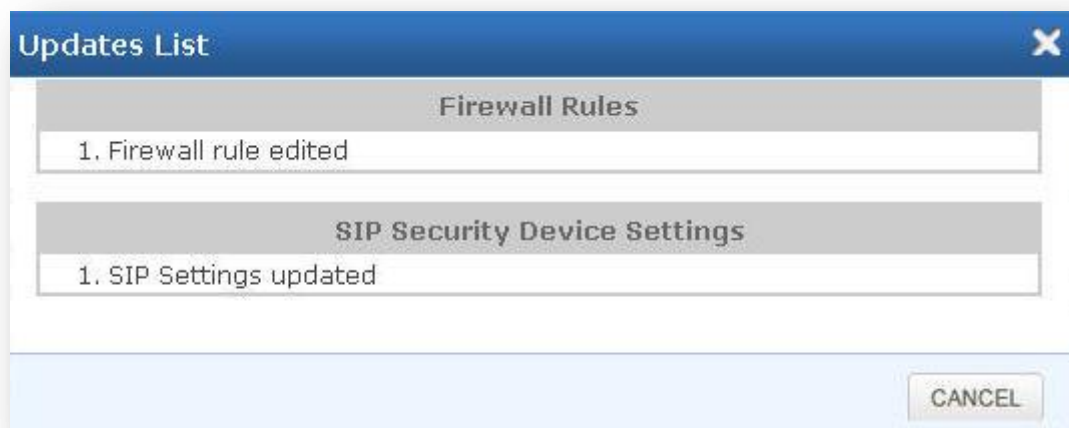 Updates List
Firewall Rules
1. Firewall rule edited
SIP Security Device Settings
1. SIP Settings updated
CANCEL